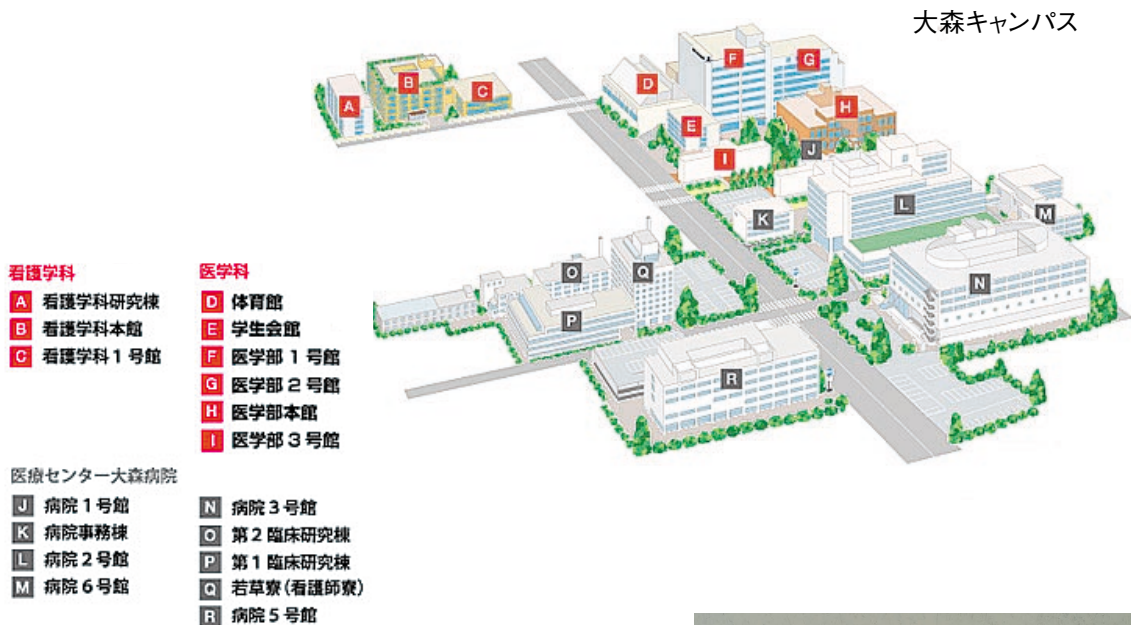 大森キャンパス
F
G
B
D
A
C
H
E
J
I
L
K
M
O
Q
N
P
R
看護学科
A 看護学科研究棟
B 看護学科本館
C 看護学科1号館
医学科
D 体育館
E 学生会館
F 医学部1号館
G 医学部2号館
H 医学部本館
I 医学部3号館
医療センター大森病院
J 病院1号館
K 病院事務棟
L 病院2号館
M 病院6号館
N 病院3号館
O 第2臨床研究棟
P 第1臨床研究棟
Q 若草寮(看護師寮)
R 病院5号館